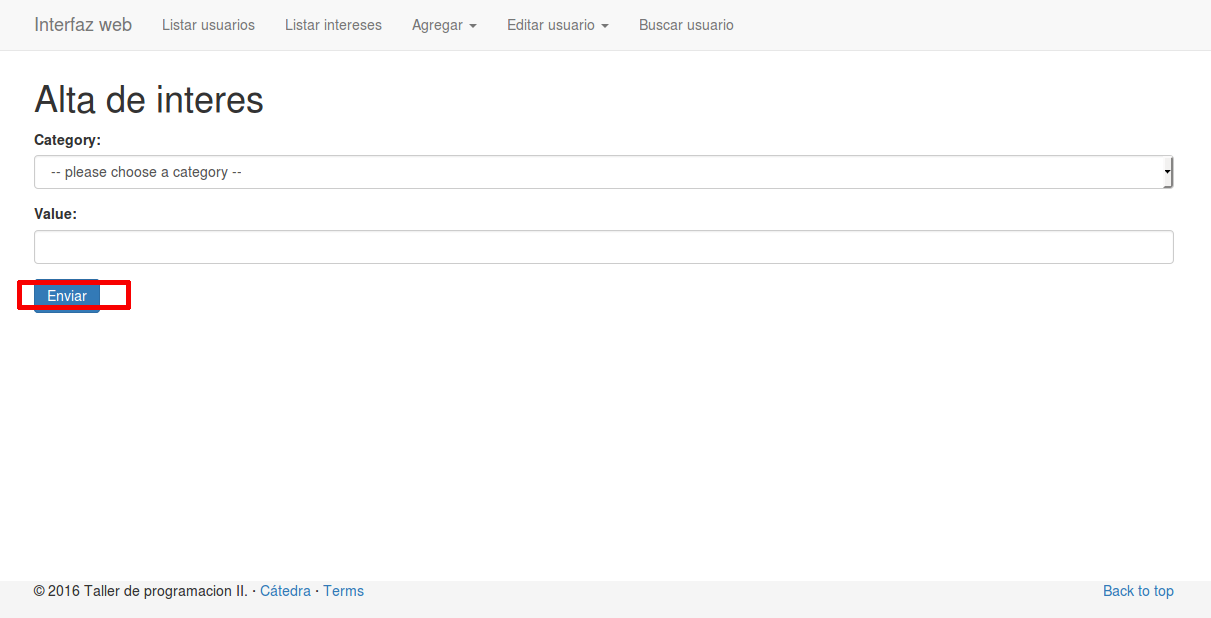 Interfaz web Listar usuarios Listar intereses Agregar Editar usuario Buscar usuario
Alta de interes
Category:
-- please choose a category --
Value:
Enviar
© 2016 Taller de programacion II. · Cátedra · Terms Back to top